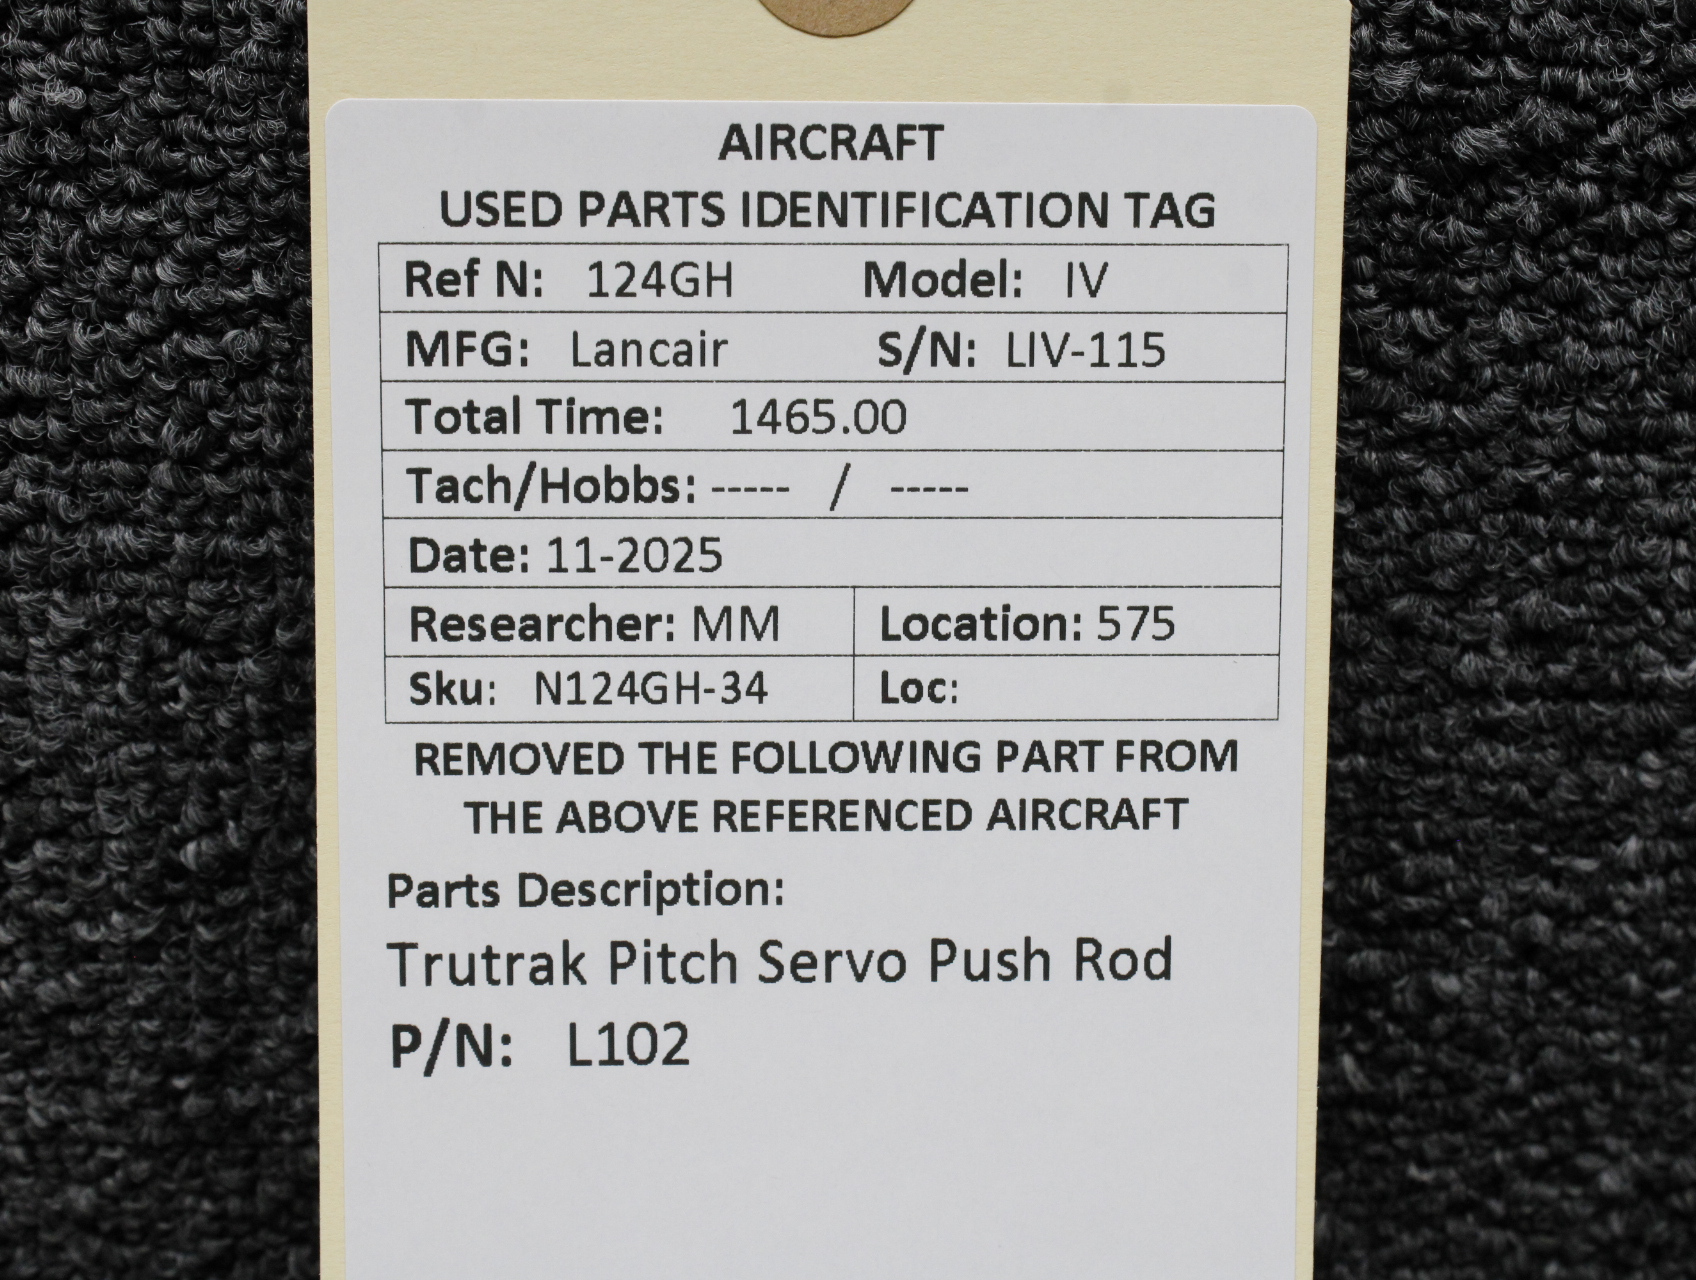 AIRCRAFT
USED PARTS IDENTIFICATION TAG
Ref N: 124GH Model: IV
MFG: Lancair S/N: LIV-115
Total Time: 1465.00
Tach/Hobbs: ----- / -----
Date: 11-2025
Researcher: MM Location: 575
Sku: N124GH-34 Loc:
REMOVED THE FOLLOWING PART FROM
THE ABOVE REFERENCED AIRCRAFT
Parts Description:
Trutrak Pitch Servo Push Rod
P/N: L102